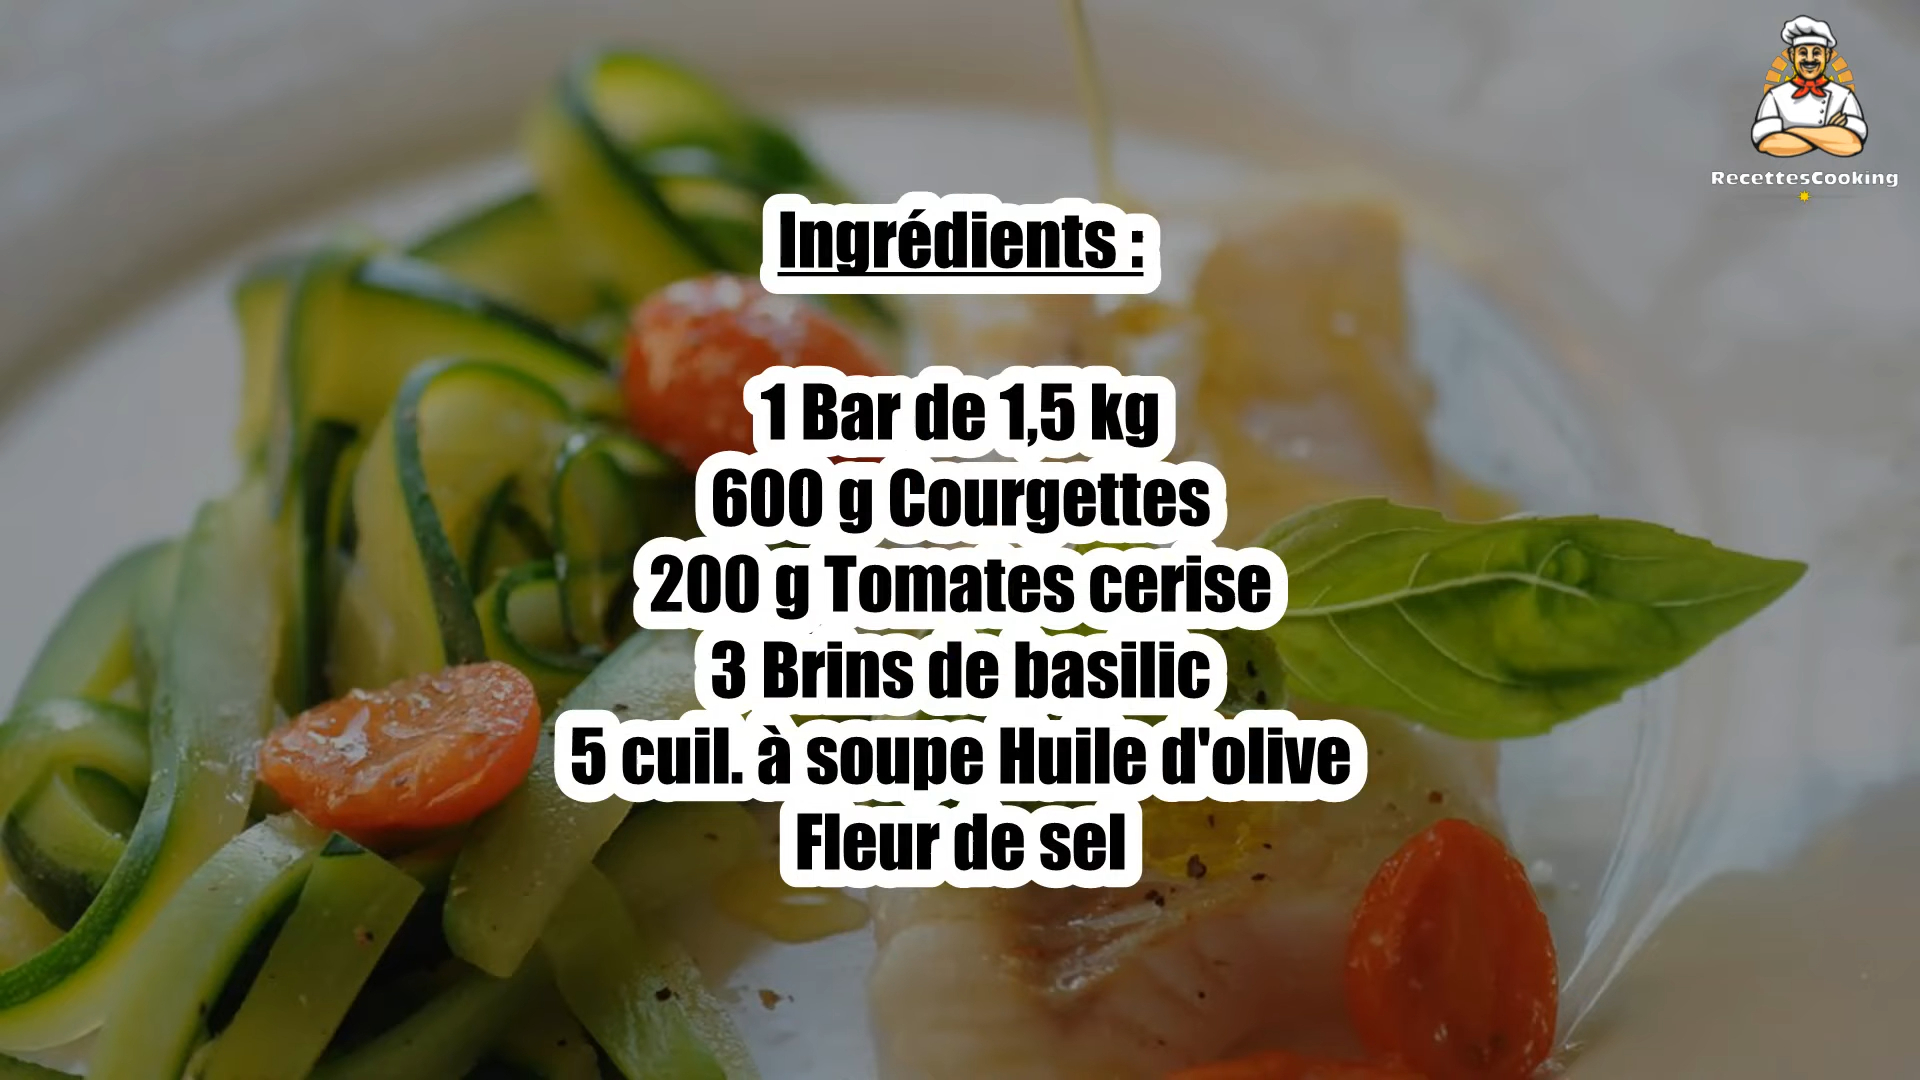 RecettesCooking
Ingrédients :
1 Bar de 1,5 kg
600 g Courgettes
200 g Tomates cerise
3 Brins de basilic
5 cuil. à soupe Huile d'olive
Fleur de sel